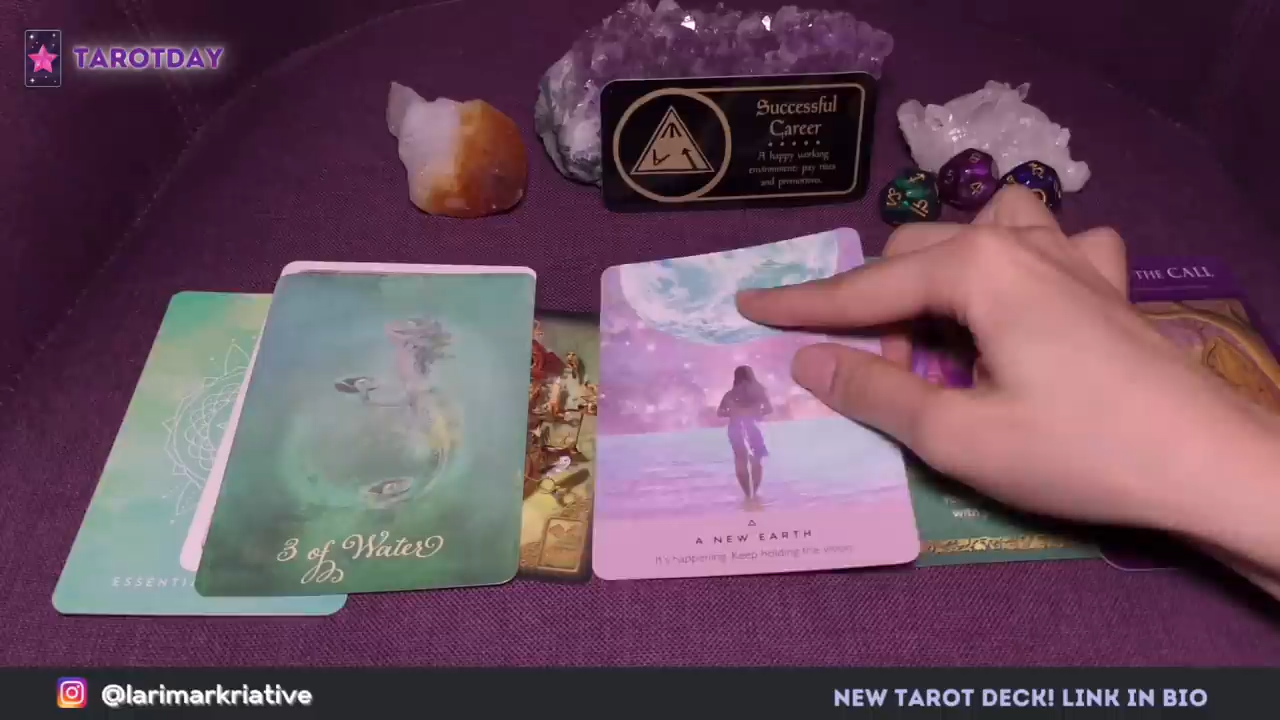 TAROTDAY
Successful
Career
A happy working
environment; pay rises
and promotions.
THE CALL
3 of Water
A NEW EARTH
It's happening. Keep holding the vision.
with
ESSENTI
@larimarkriative
NEW TAROT DECK! LINK IN BIO